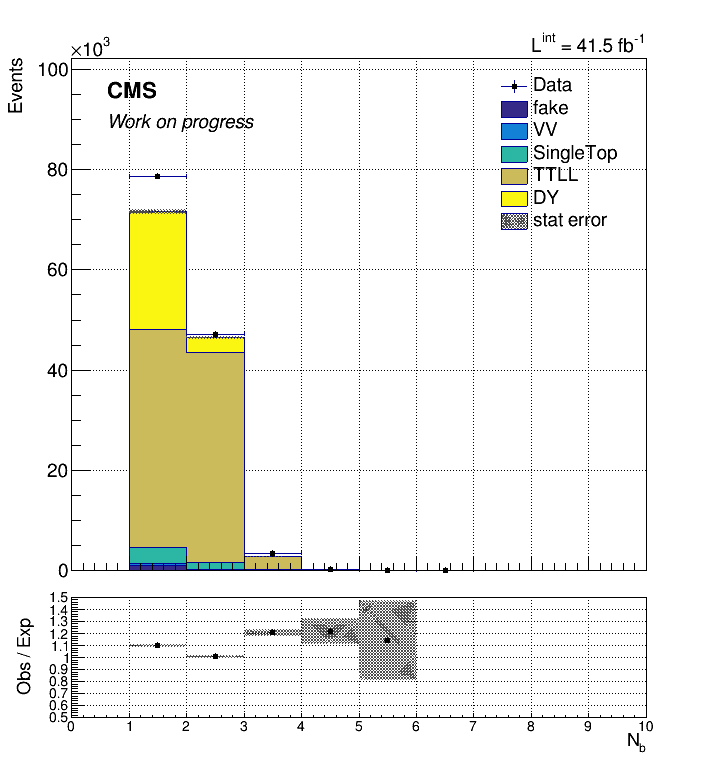 ×10³
L^int = 41.5 fb⁻¹
Events
100
80
60
40
20
0
CMS
Work on progress
Data
fake
VV
SingleTop
TTLL
DY
stat error
Obs / Exp
1.5
1.4
1.3
1.2
1.1
1
0.9
0.8
0.7
0.6
0.5
0 1 2 3 4 5 6 7 8 9 10
N_b